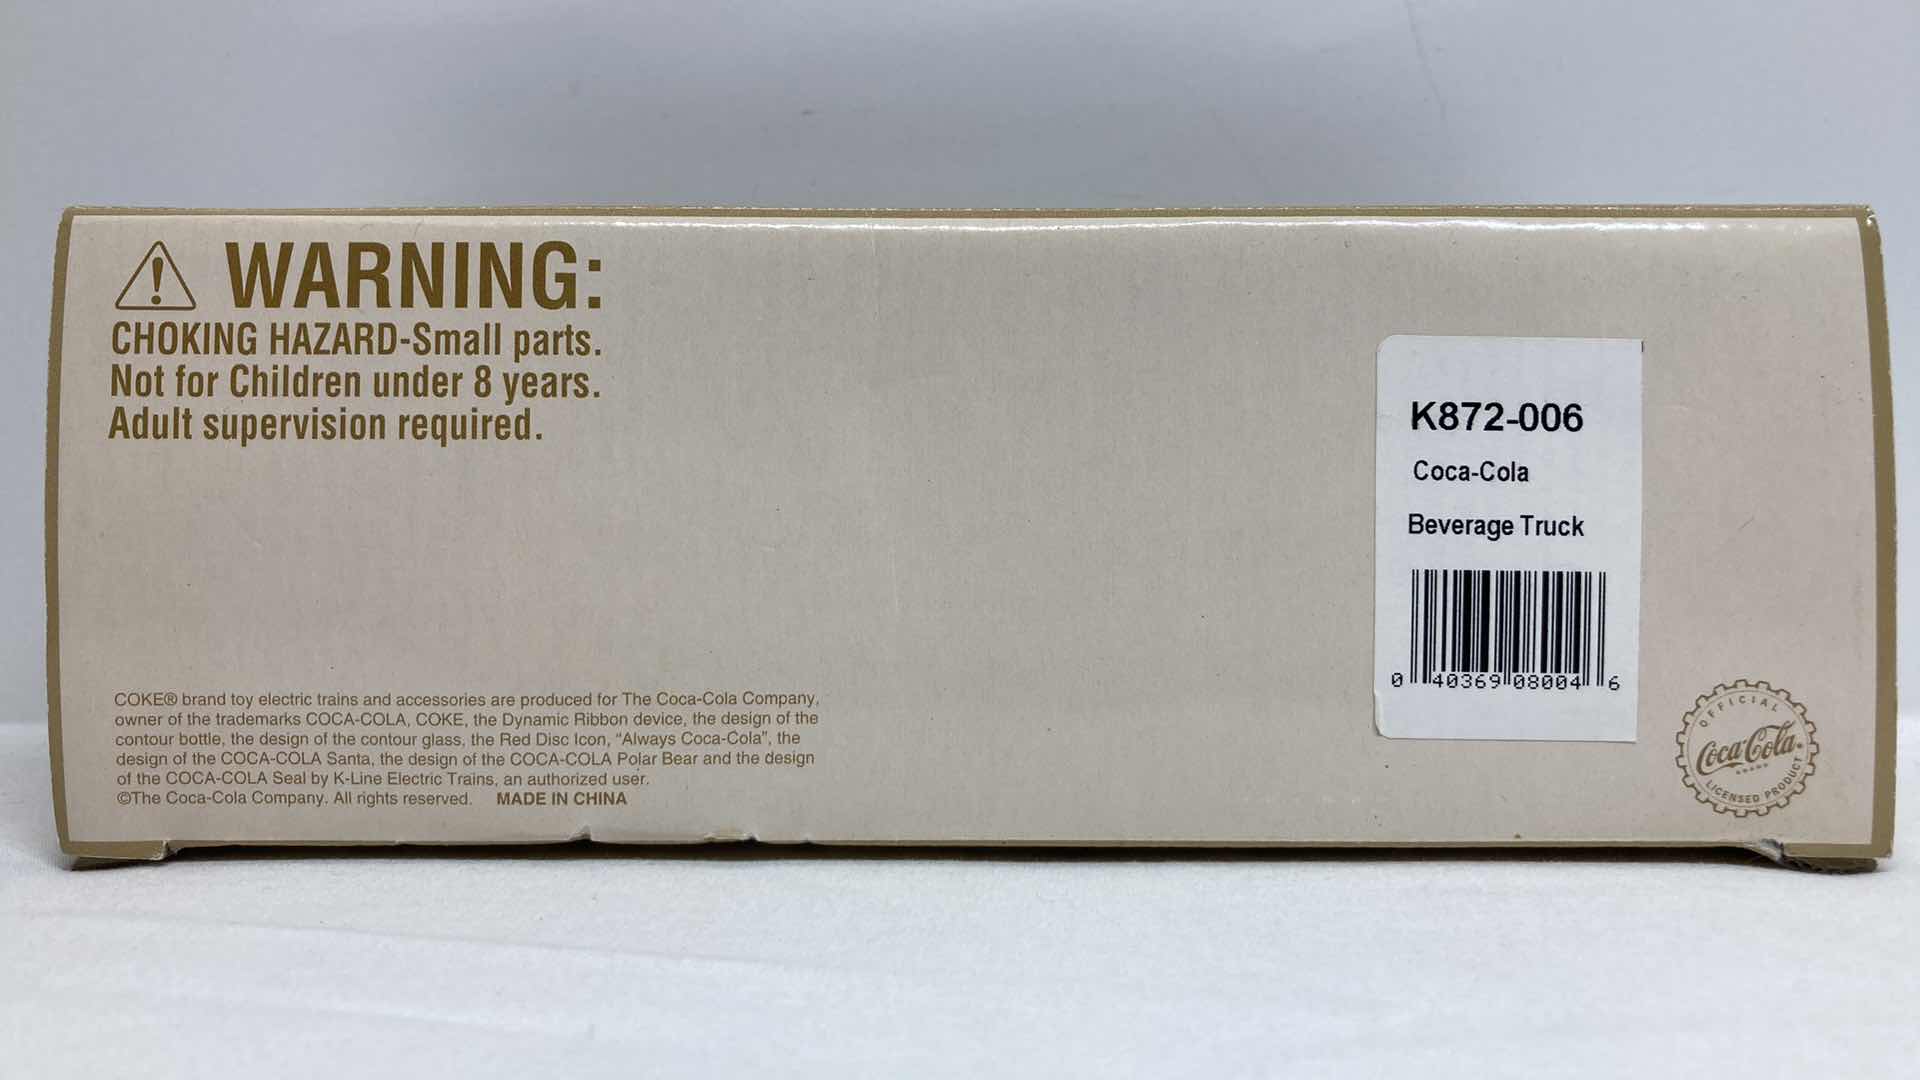 WARNING:
CHOKING HAZARD-Small parts.
Not for Children under 8 years.
Adult supervision required.
COKE® brand toy electric trains and accessories are produced for The Coca-Cola Company,
owner of the trademarks COCA-COLA, COKE, the Dynamic Ribbon device, the design of the
contour bottle, the design of the contour glass, the Red Disc Icon, “Always Coca-Cola”, the
design of the COCA-COLA Santa, the design of the COCA-COLA Polar Bear and the design
of the COCA-COLA Seal by K-Line Electric Trains, an authorized user.
©The Coca-Cola Company. All rights reserved. MADE IN CHINA
K872-006
Coca-Cola
Beverage Truck
0 40369 08004 6
OFFICIAL
Coca-Cola
BRAND
LICENSED PRODUCT